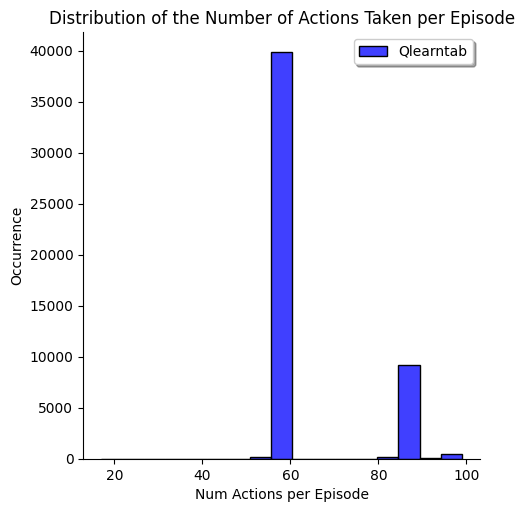 Distribution of the Number of Actions Taken per Episode
Qlearntab
40000
35000
30000
25000
20000
15000
10000
5000
0
Occurrence
20 40 60 80 100
Num Actions per Episode